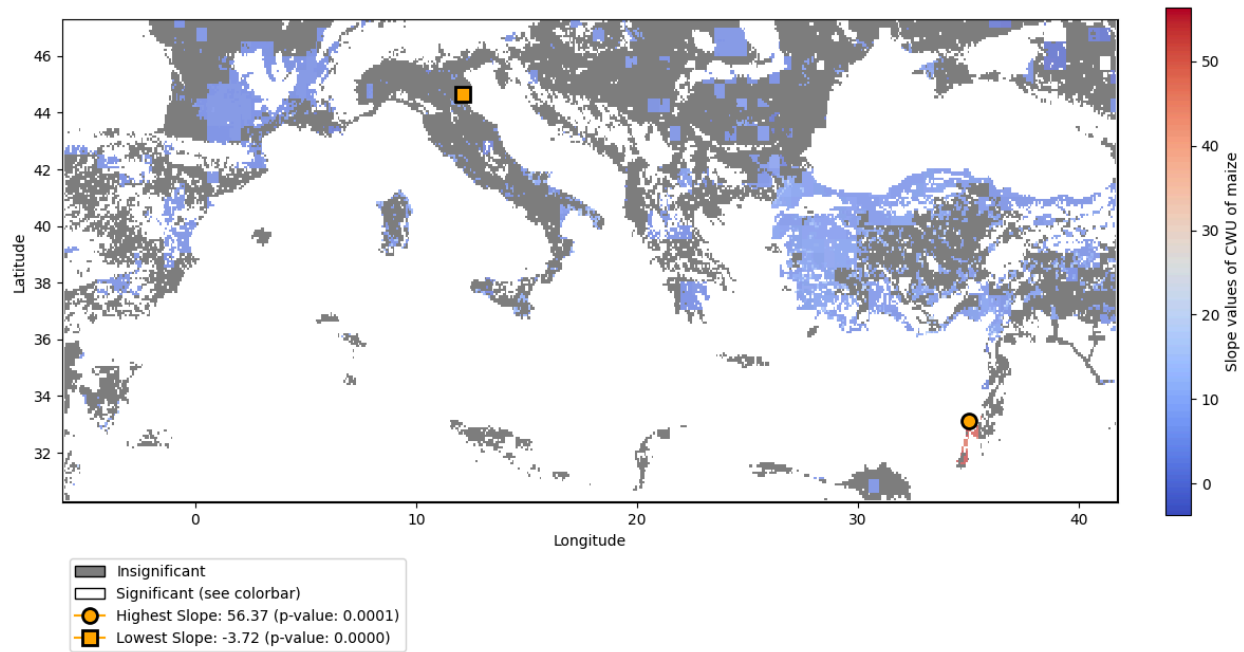 46
44
42
40
38
36
34
32
Latitude
0
10
20
30
40
Longitude
50
40
30
20
10
0
Slope values of CWU of maize
Insignificant
Significant (see colorbar)
Highest Slope: 56.37 (p-value: 0.0001)
Lowest Slope: -3.72 (p-value: 0.0000)